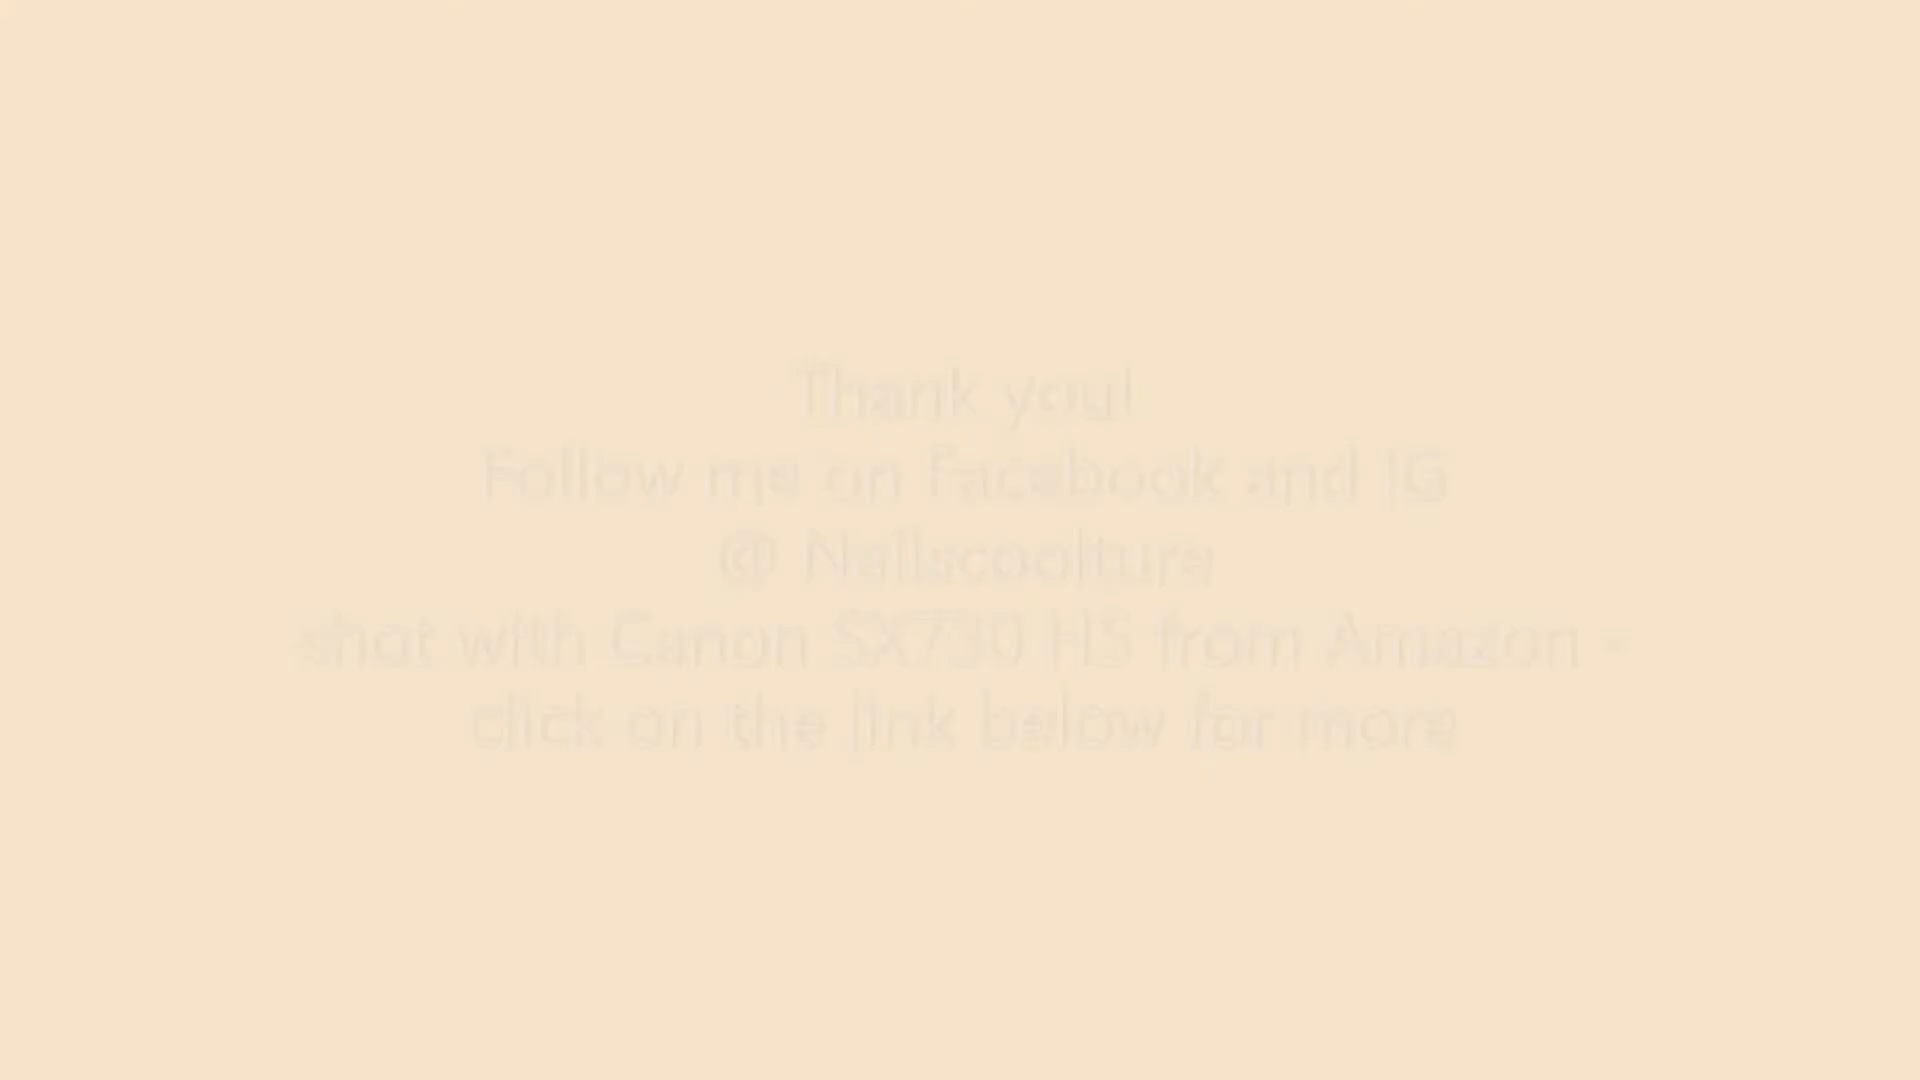 Thank you!
Follow me on Facebook and IG
@ Nailscoolture
shot with Canon SX730 HS from Amazon -
click on the link below for more